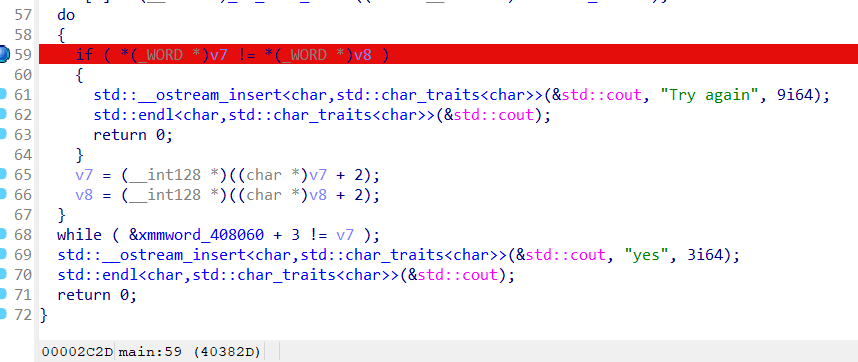 57 do
58 {
59 if ( *(_WORD *)v7 != *(_WORD *)v8 )
60 {
61 std::__ostream_insert<char,std::char_traits<char>>(&std::cout, "Try again", 9i64);
62 std::endl<char,std::char_traits<char>>(&std::cout);
63 return 0;
64 }
65 v7 = (__int128 *)((char *)v7 + 2);
66 v8 = (__int128 *)((char *)v8 + 2);
67 }
68 while ( &xmmword_408060 + 3 != v7 );
69 std::__ostream_insert<char,std::char_traits<char>>(&std::cout, "yes", 3i64);
70 std::endl<char,std::char_traits<char>>(&std::cout);
71 return 0;
72 }
00002C2D main:59 (40382D)